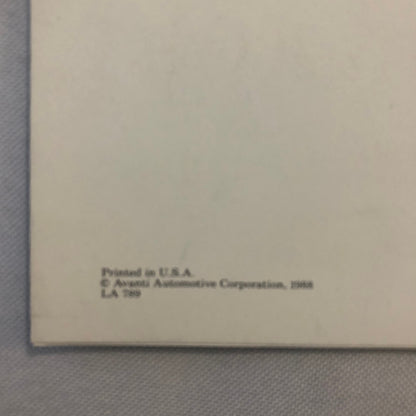 Printed in U.S.A.
© Avanti Automotive Corporation, 1988
LA 789